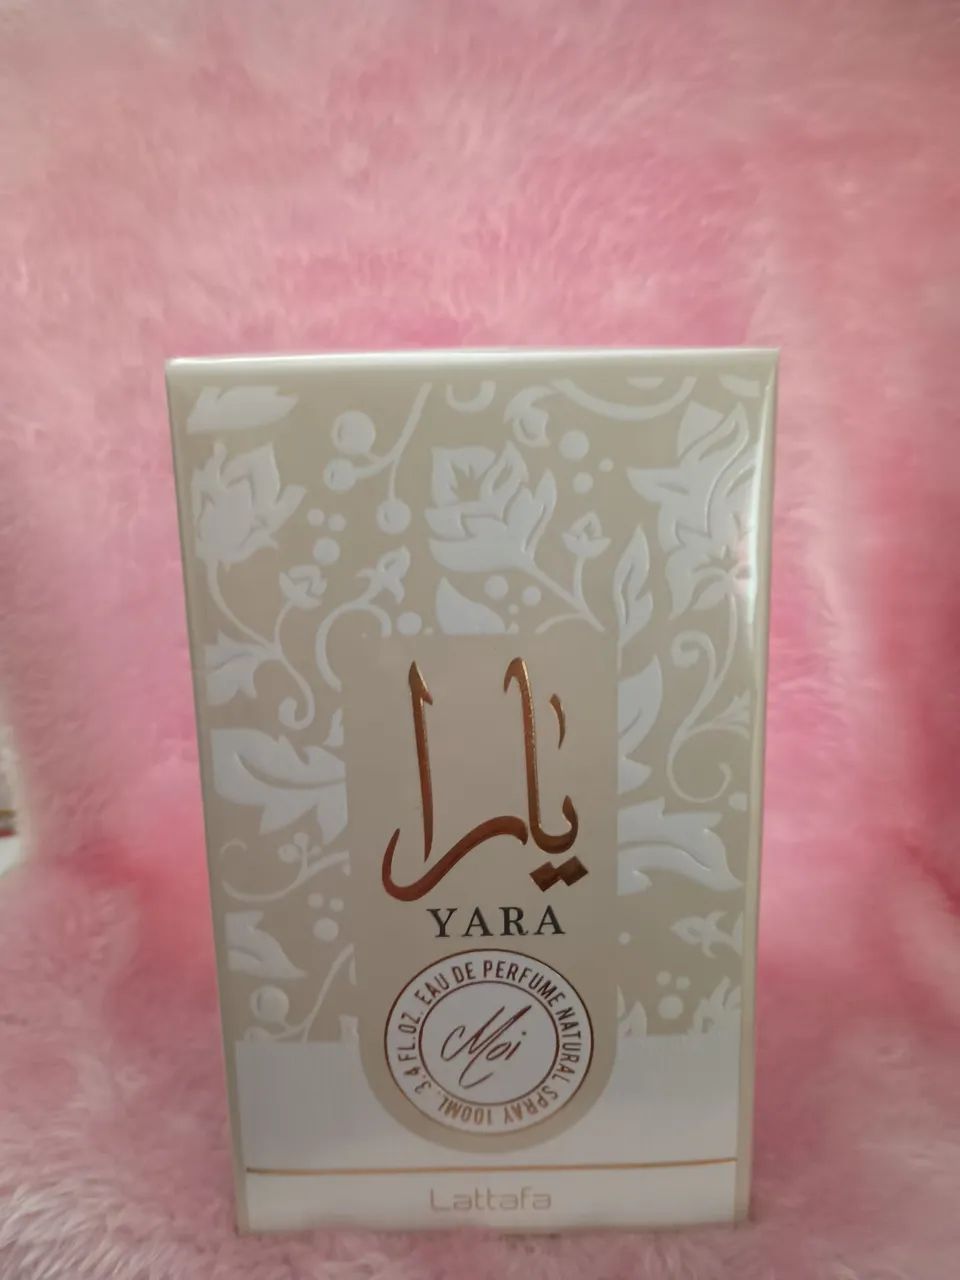 يارا
YARA
3.4 FL.OZ. EAU DE PERFUME NATURAL SPRAY 100ML.
Moi
Lattafa